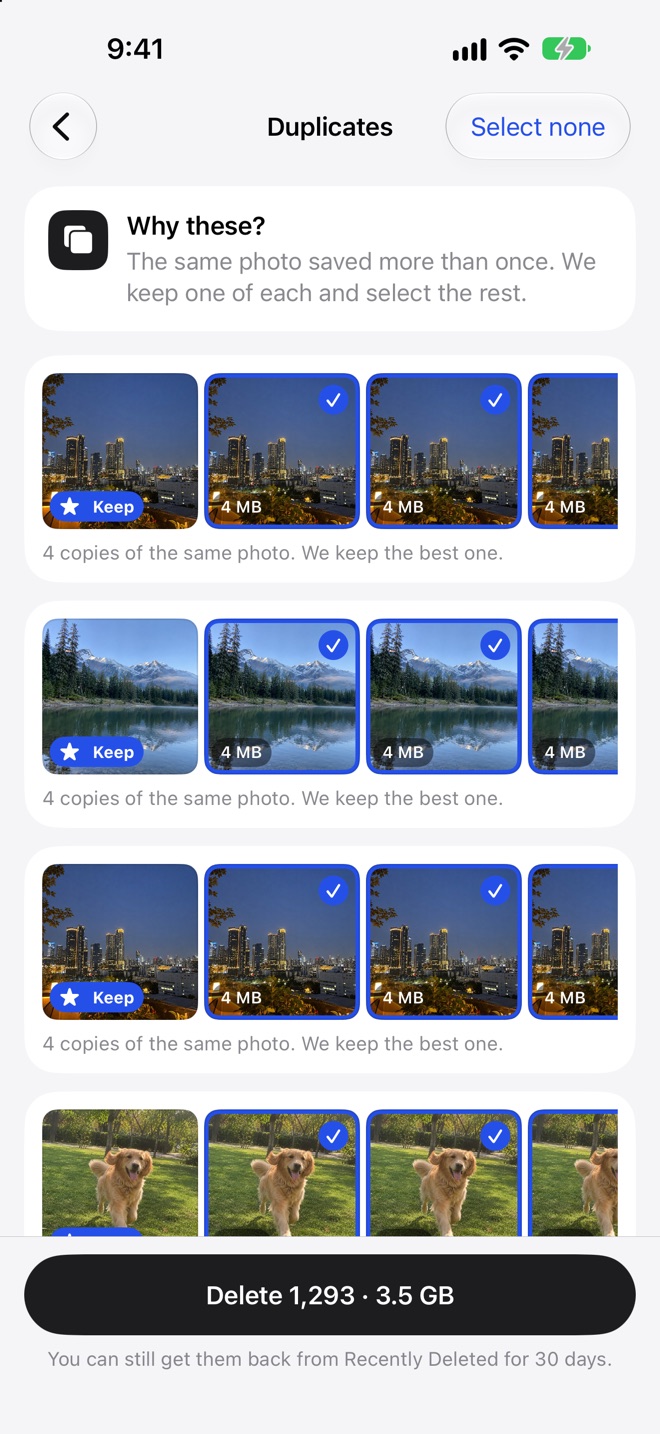 9:41
Duplicates
Select none
Why these?
The same photo saved more than once. We
keep one of each and select the rest.
Keep
4 MB
4 MB
4 MB
4 copies of the same photo. We keep the best one.
Keep
4 MB
4 MB
4 MB
4 copies of the same photo. We keep the best one.
Keep
4 MB
4 MB
4 MB
4 copies of the same photo. We keep the best one.
Delete 1,293 · 3.5 GB
You can still get them back from Recently Deleted for 30 days.